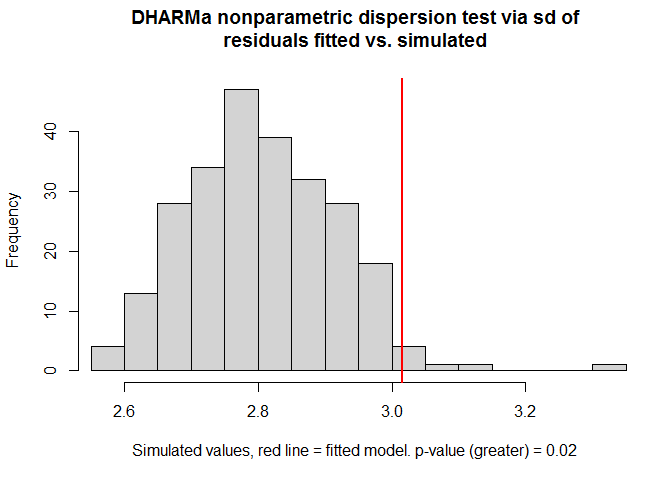 DHARMa nonparametric dispersion test via sd of
residuals fitted vs. simulated
Frequency
40
30
20
10
0
2.6 2.8 3.0 3.2
Simulated values, red line = fitted model. p-value (greater) = 0.02